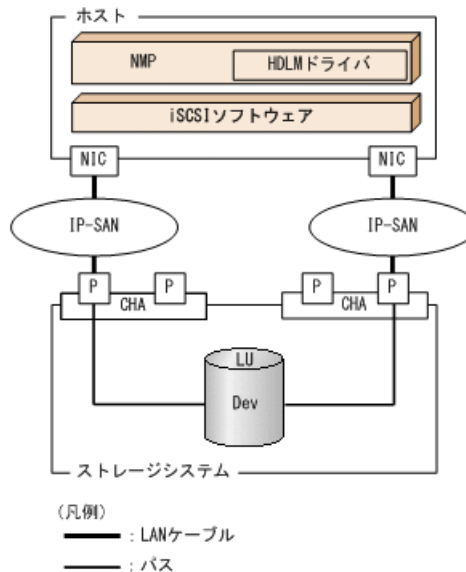 ホスト
NMP
HDLMドライバ
iSCSIソフトウェア
NIC
NIC
IP-SAN
IP-SAN
P
P
P
P
CHA
CHA
LU
Dev
ストレージシステム
(凡例)
: LANケーブル
: パス